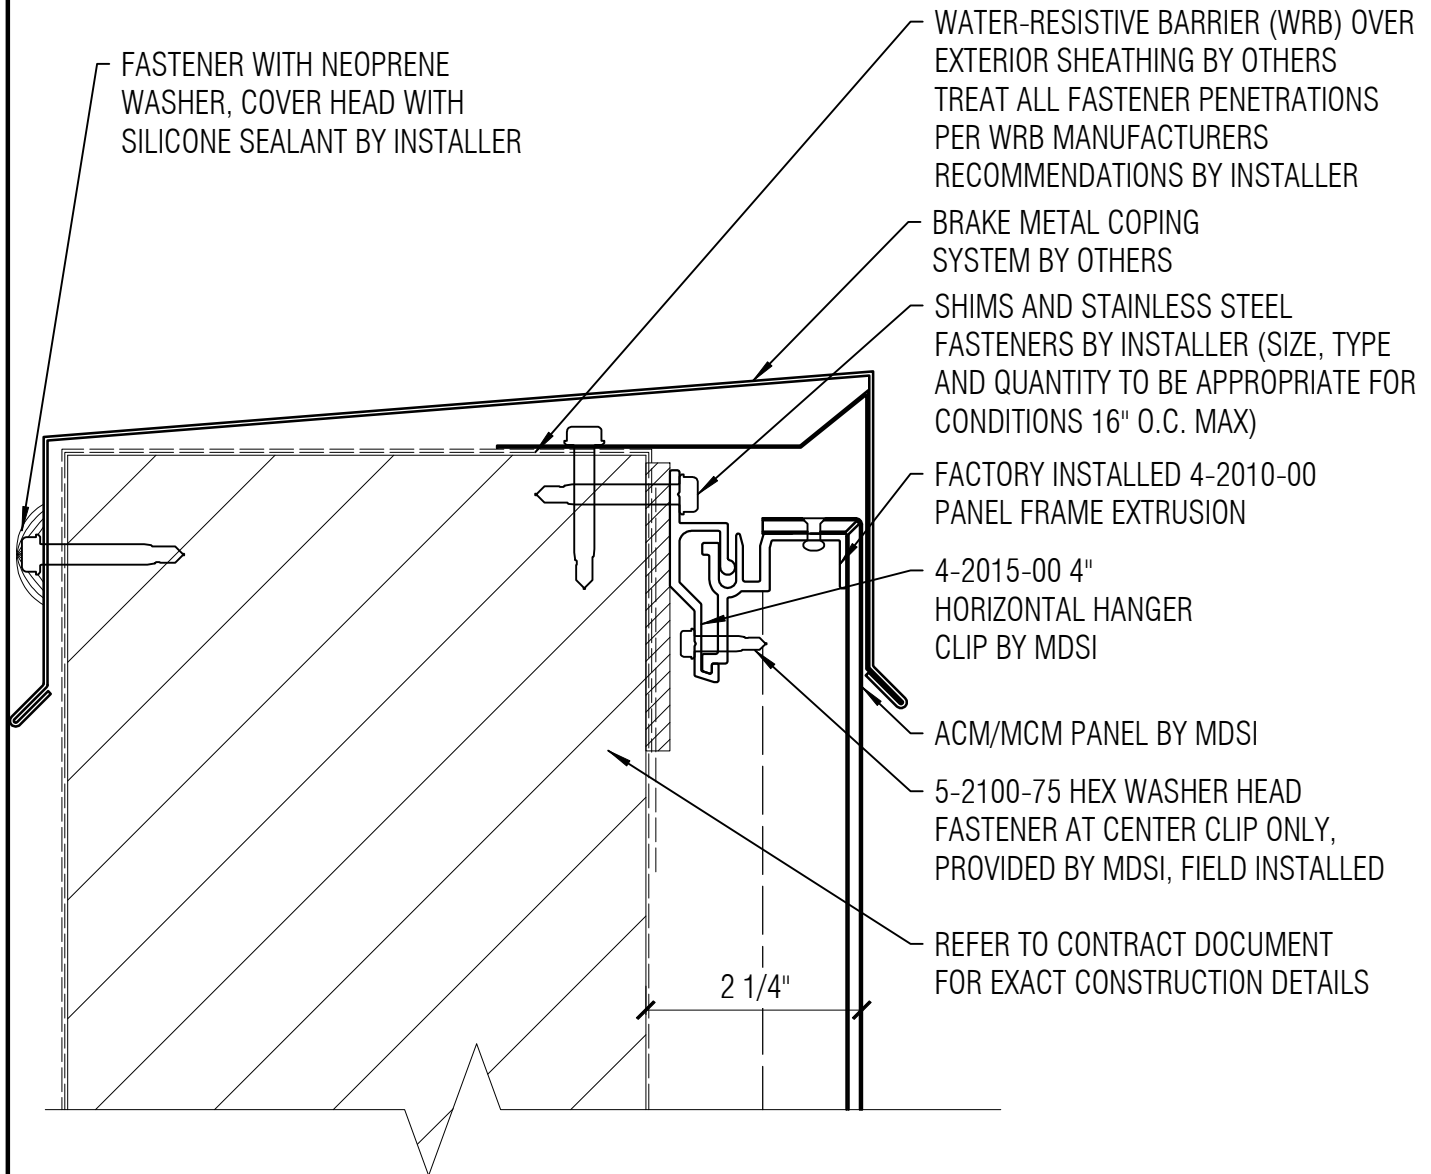 FASTENER WITH NEOPRENE
WASHER, COVER HEAD WITH
SILICONE SEALANT BY INSTALLER
WATER-RESISTIVE BARRIER (WRB) OVER
EXTERIOR SHEATHING BY OTHERS
TREAT ALL FASTENER PENETRATIONS
PER WRB MANUFACTURERS
RECOMMENDATIONS BY INSTALLER
BRAKE METAL COPING
SYSTEM BY OTHERS
SHIMS AND STAINLESS STEEL
FASTENERS BY INSTALLER (SIZE, TYPE
AND QUANTITY TO BE APPROPRIATE FOR
CONDITIONS 16" O.C. MAX)
FACTORY INSTALLED 4-2010-00
PANEL FRAME EXTRUSION
4-2015-00 4"
HORIZONTAL HANGER
CLIP BY MDSI
ACM/MCM PANEL BY MDSI
5-2100-75 HEX WASHER HEAD
FASTENER AT CENTER CLIP ONLY,
PROVIDED BY MDSI, FIELD INSTALLED
REFER TO CONTRACT DOCUMENT
FOR EXACT CONSTRUCTION DETAILS
2 1/4"